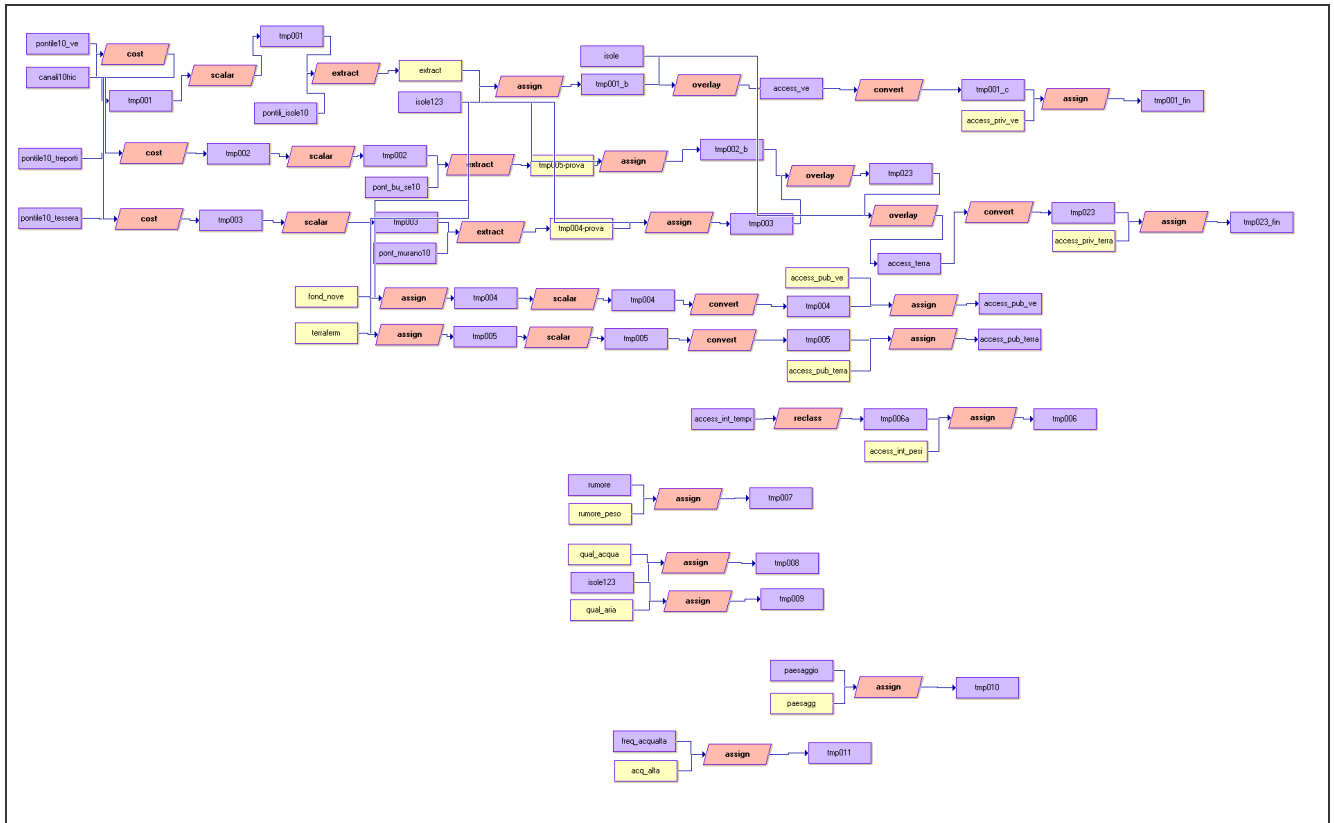 pontile10_ve
cost
canali10hic
tmp001
scalar
tmp001
extract
pontili_isole10
extract
isole123
assign
isole
tmp001_b
overlay
access_ve
convert
tmp001_c
access_priv_ve
assign
tmp001_fin
pontile10_treporti
cost
tmp002
scalar
tmp002
pont_bu_se10
extract
tmp005-prova
assign
tmp002_b
overlay
tmp023
pontile10_tessera
cost
tmp003
scalar
tmp003
pont_murano10
extract
tmp004-prova
assign
tmp003
overlay
access_terra
convert
tmp023
access_priv_terra
assign
tmp023_fin
fond_nove
assign
tmp004
scalar
tmp004
convert
access_pub_ve
tmp004
assign
access_pub_ve
terraferm
assign
tmp005
scalar
tmp005
convert
tmp005
access_pub_terra
assign
access_pub_terra
access_int_tempo
reclass
tmp006a
access_int_pesi
assign
tmp006
rumore
rumore_peso
assign
tmp007
qual_acqua
isole123
qual_aria
assign
tmp008
assign
tmp009
paesaggio
paesagg
assign
tmp010
freq_acqualta
acq_alta
assign
tmp011